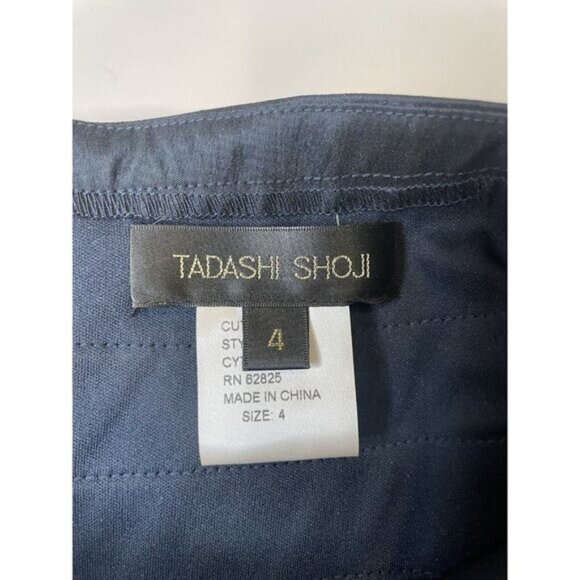 TADASHI SHOJI
4
RN 62825
MADE IN CHINA
SIZE: 4